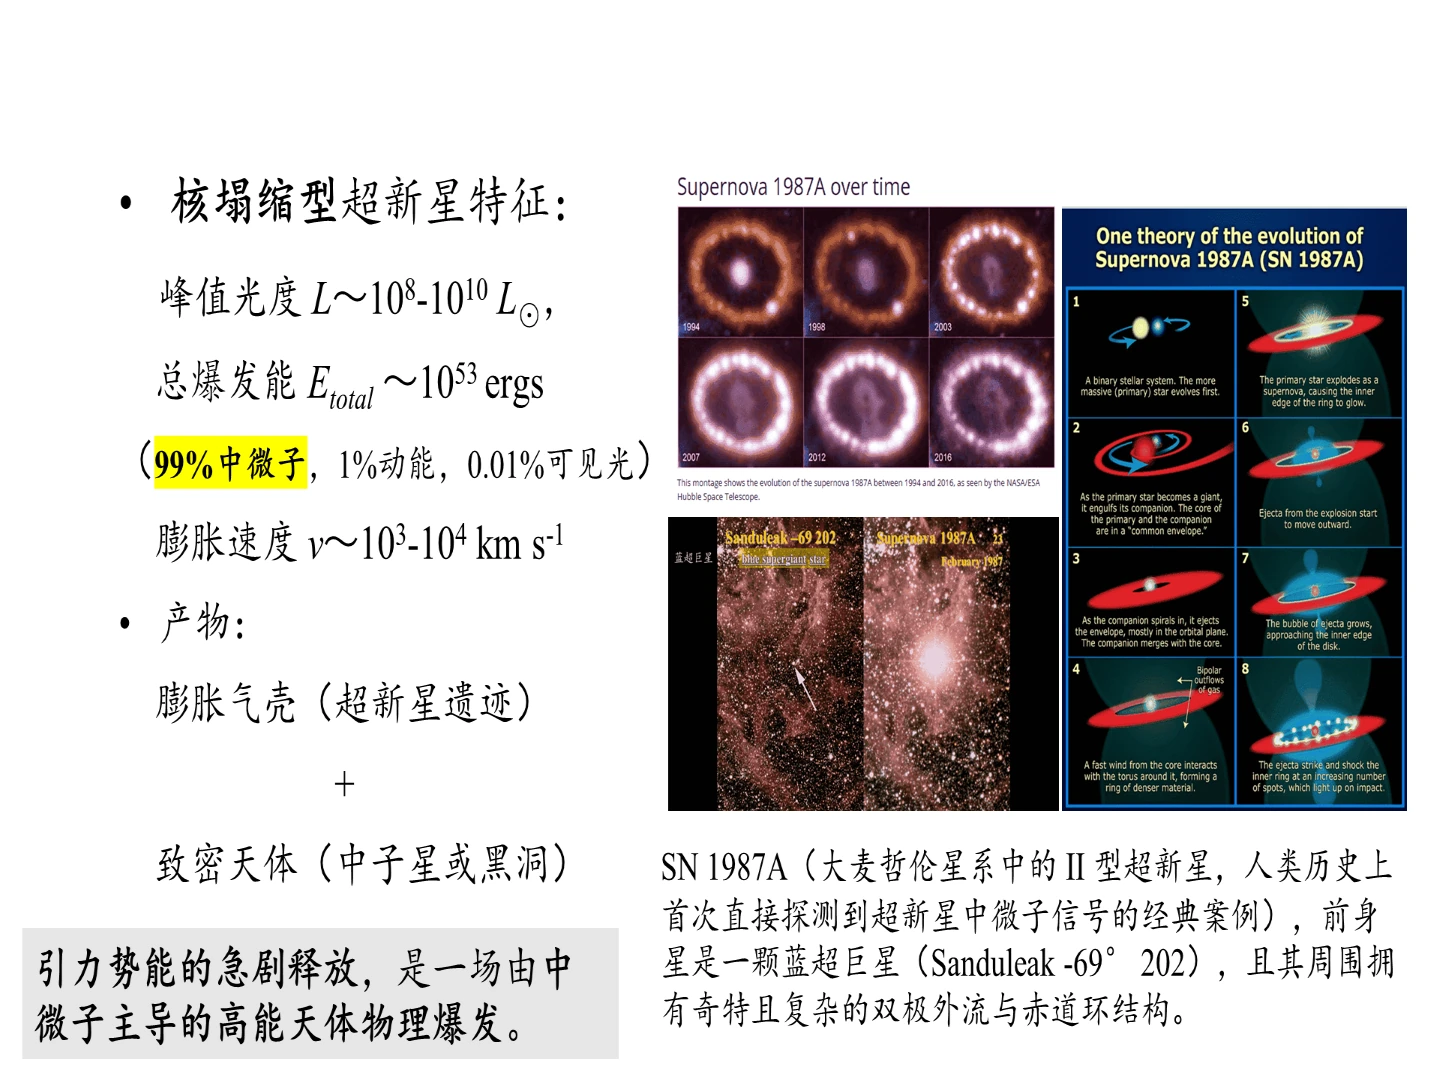 • 核塌缩型超新星特征：
峰值光度 L～10⁸-10¹⁰ L☉，
总爆发能 E_total ～10⁵³ ergs
（99%中微子，1%动能，0.01%可见光）
膨胀速度 v～10³-10⁴ km s⁻¹
• 产物：
膨胀气壳（超新星遗迹）
+
致密天体（中子星或黑洞）
引力势能的急剧释放，是一场由中
微子主导的高能天体物理爆发。
Supernova 1987A over time
1994
1998
2003
2007
2012
2016
This montage shows the evolution of the supernova 1987A between 1994 and 2016, as seen by the NASA/ESA
Hubble Space Telescope.
蓝超巨星
Sanduleak –69 202
blue supergiant star
Supernova 1987A 23
February 1987
One theory of the evolution of
Supernova 1987A (SN 1987A)
1
A binary stellar system. The more
massive (primary) star evolves first.
2
As the primary star becomes a giant,
it engulfs its companion. The core of
the primary and the companion
are in a “common envelope.”
3
As the companion spirals in, it ejects
the envelope, mostly in the orbital plane.
The companion merges with the core.
4
Bipolar
outflows
of gas
A fast wind from the core interacts
with the torus around it, forming a
ring of denser material.
5
The primary star explodes as a
supernova, causing the inner
edge of the ring to glow.
6
Ejecta from the explosion start
to move outward.
7
The bubble of ejecta grows,
approaching the inner edge
of the disk.
8
The ejecta strike and shock the
inner ring at an increasing number
of spots, which light up on impact.
SN 1987A（大麦哲伦星系中的 II 型超新星，人类历史上
首次直接探测到超新星中微子信号的经典案例），前身
星是一颗蓝超巨星（Sanduleak -69° 202），且其周围拥
有奇特且复杂的双极外流与赤道环结构。